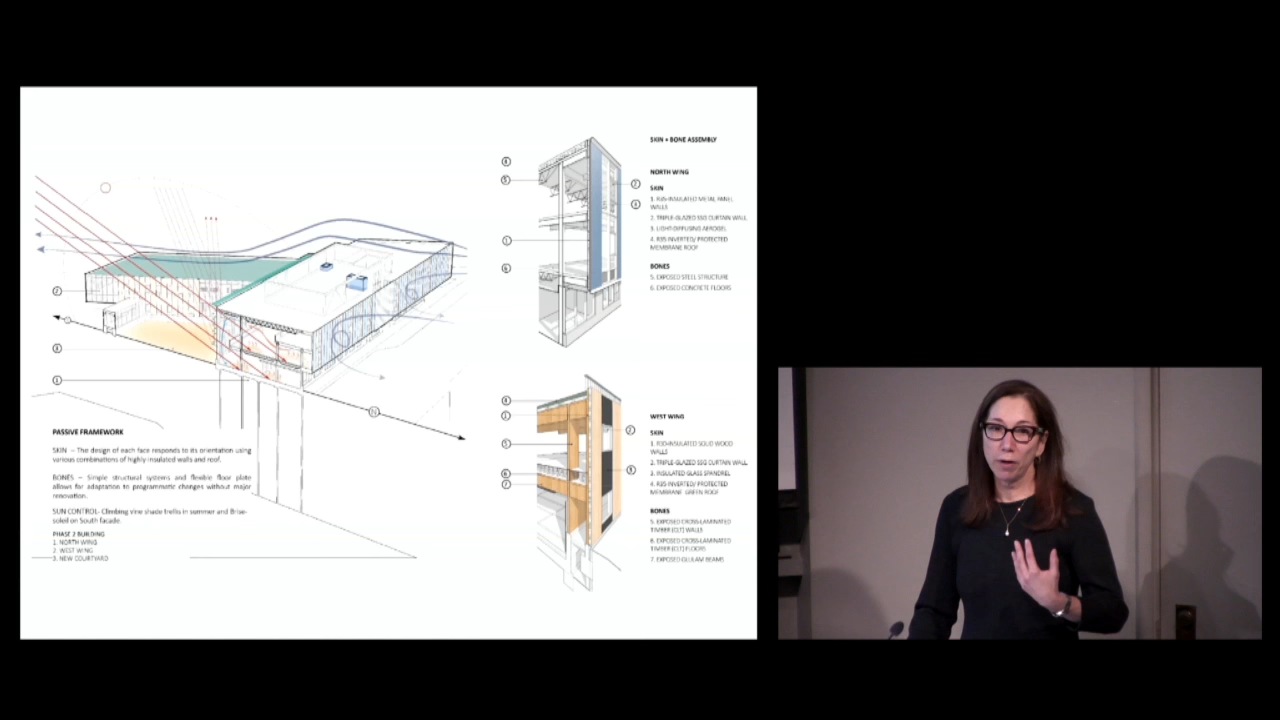 PASSIVE FRAMEWORK
SKIN – The design of each face responds to its orientation using
various combinations of highly insulated walls and roof.
BONES – Simple structural systems and flexible floor plate
allows for adaptation to programmatic changes without major
renovation.
SUN CONTROL- Climbing vine shade trellis in summer and Brise-
soleil on South facade.
PHASE 2 BUILDING
1. NORTH WING
2. WEST WING
3. NEW COURTYARD
N
SKIN + BONE ASSEMBLY
NORTH WING
SKIN
1. R35-INSULATED METAL PANEL
WALLS
2. TRIPLE-GLAZED SSG CURTAIN WALL
3. LIGHT-DIFFUSING AEROGEL
4. R35 INVERTED/ PROTECTED
MEMBRANE ROOF
BONES
5. EXPOSED STEEL STRUCTURE
6. EXPOSED CONCRETE FLOORS
WEST WING
SKIN
1. R30-INSULATED SOLID WOOD
WALLS
2. TRIPLE-GLAZED SSG CURTAIN WALL
3. INSULATED GLASS SPANDREL
4. R35 INVERTED/ PROTECTED
MEMBRANE GREEN ROOF
BONES
5. EXPOSED CROSS-LAMINATED
TIMBER (CLT) WALLS
6. EXPOSED CROSS-LAMINATED
TIMBER (CLT) FLOORS
7. EXPOSED GLULAM BEAMS